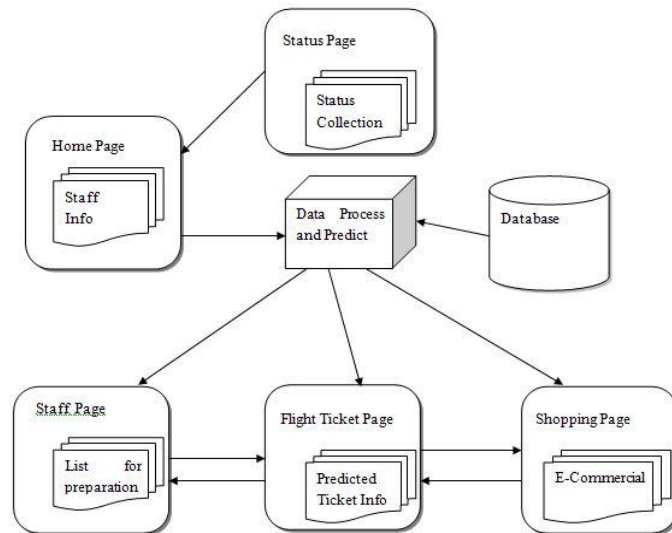 Status Page
Status
Collection
Home Page
Staff
Info
Data Process
and Predict
Database
Staff Page
List for
preparation
Flight Ticket Page
Predicted
Ticket Info
Shopping Page
E-Commercial